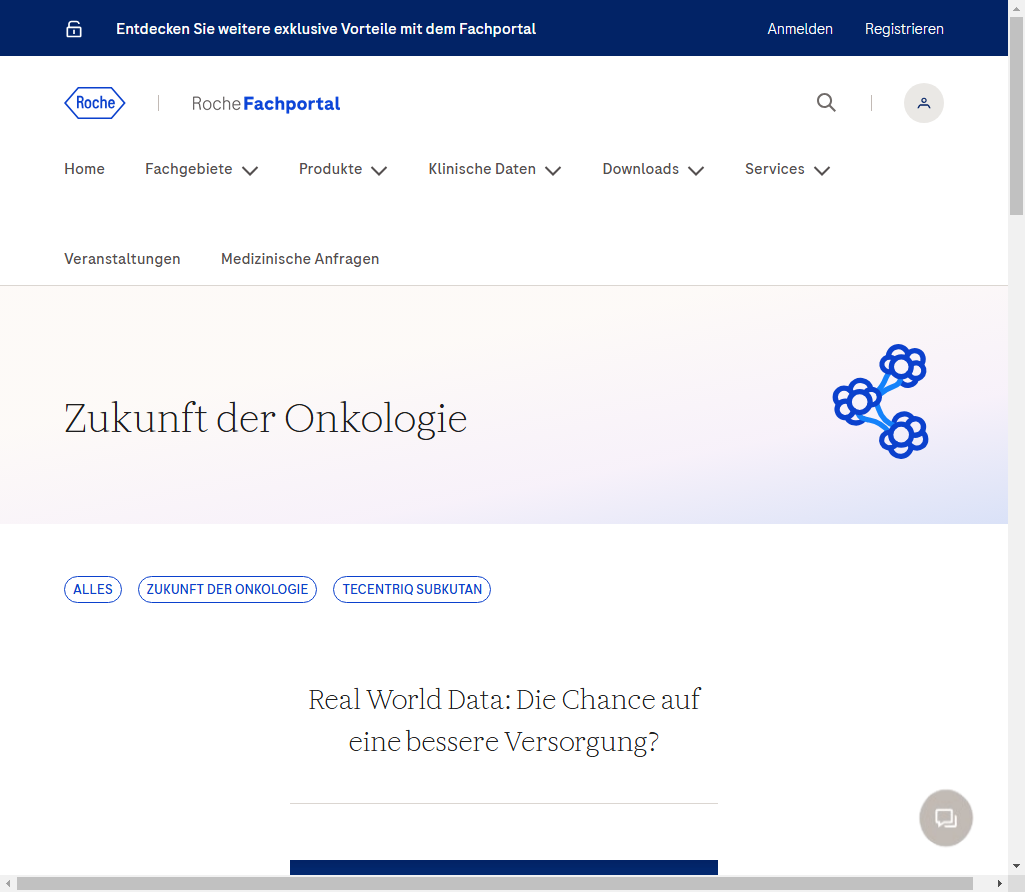 Entdecken Sie weitere exklusive Vorteile mit dem Fachportal
Anmelden
Registrieren
Roche
Roche Fachportal
Home
Fachgebiete
Produkte
Klinische Daten
Downloads
Services
Veranstaltungen
Medizinische Anfragen
Zukunft der Onkologie
ALLES
ZUKUNFT DER ONKOLOGIE
TECENTRIQ SUBKUTAN
Real World Data: Die Chance auf
eine bessere Versorgung?